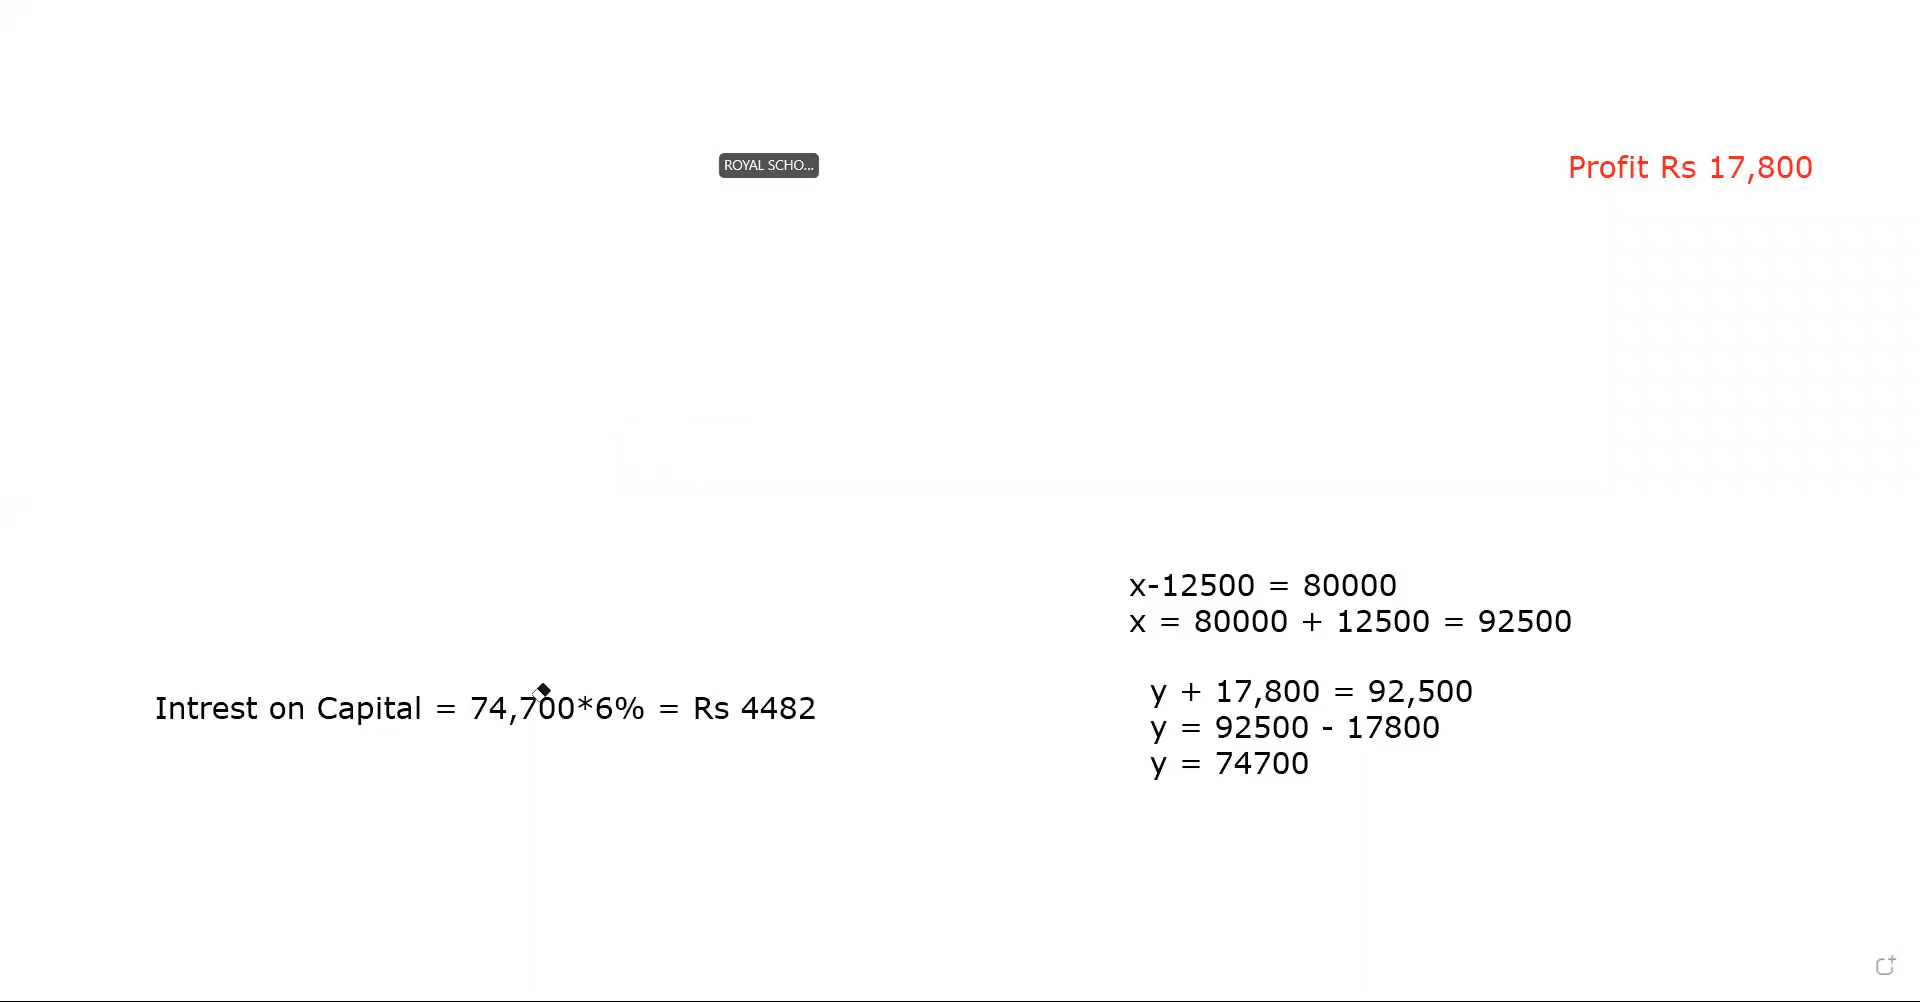 ROYAL SCHO...
Profit Rs 17,800
x-12500 = 80000
x = 80000 + 12500 = 92500
y + 17,800 = 92,500
Intrest on Capital = 74,700*6% = Rs 4482
y = 92500 - 17800
y = 74700